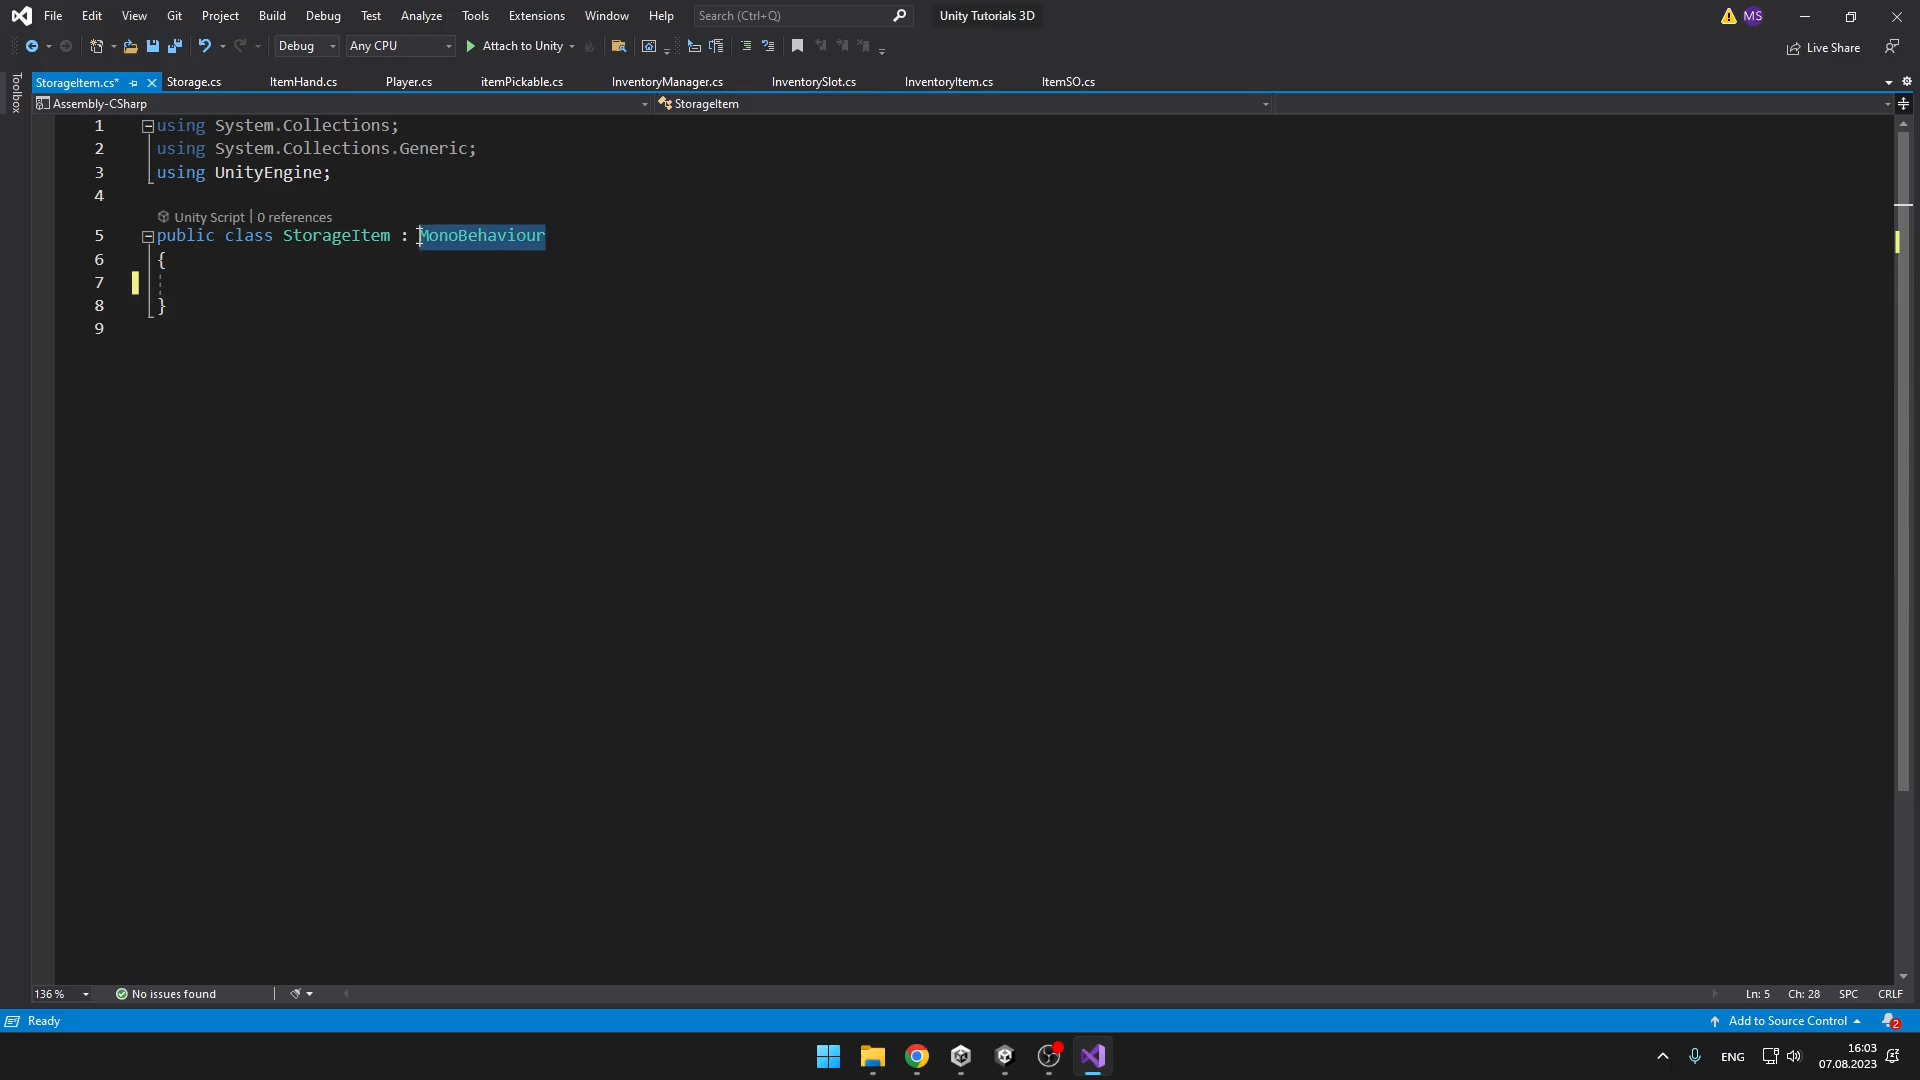 File Edit View Git Project Build Debug Test Analyze Tools Extensions Window Help Search (Ctrl+Q) Unity Tutorials 3D MS
Debug Any CPU Attach to Unity Live Share
Toolbox
StorageItem.cs* Storage.cs ItemHand.cs Player.cs itemPickable.cs InventoryManager.cs InventorySlot.cs InventoryItem.cs ItemSO.cs
Assembly-CSharp StorageItem
1 using System.Collections;
2 using System.Collections.Generic;
3 using UnityEngine;
4
Unity Script | 0 references
5 public class StorageItem : MonoBehaviour
6 {
7
8 }
9
136 % No issues found Ln: 5 Ch: 28 SPC CRLF
Ready Add to Source Control 2
ENG 16:03
07.08.2023